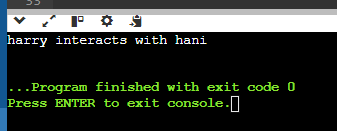 harry interacts with hani
...Program finished with exit code 0
Press ENTER to exit console.